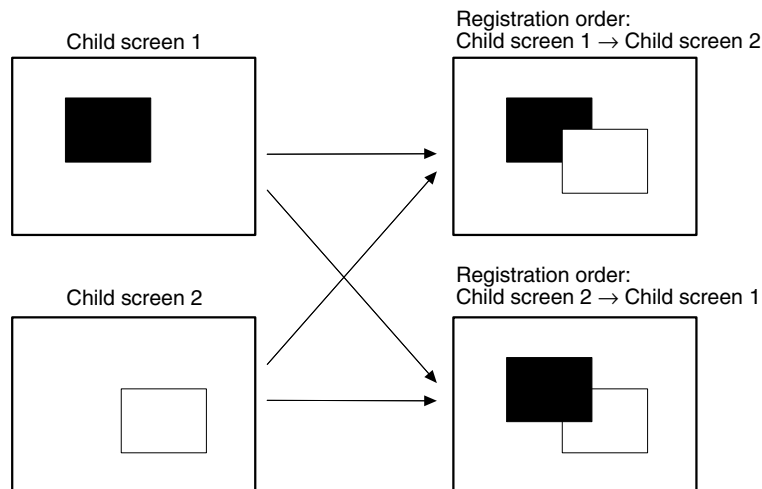 Child screen 1
Registration order:
Child screen 1 → Child screen 2
Child screen 2
Registration order:
Child screen 2 → Child screen 1